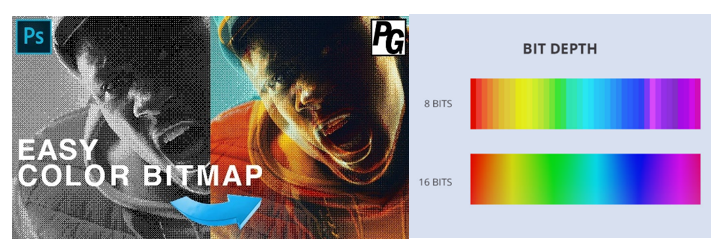 Ps
PG
EASY
COLOR BITMAP
BIT DEPTH
8 BITS
16 BITS